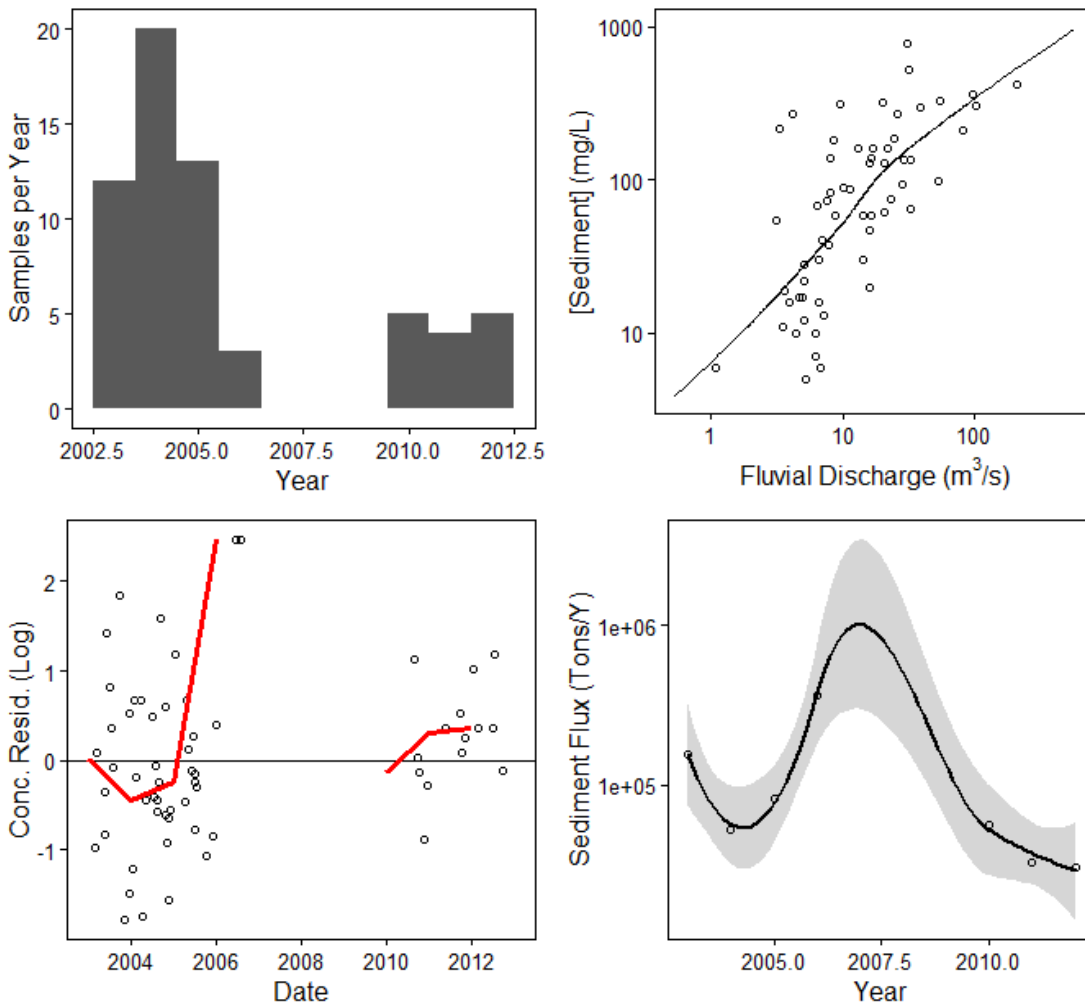 20
15
10
5
0
Samples per Year
2002.5 2005.0 2007.5 2010.0 2012.5
Year
1000
100
10
[Sediment] (mg/L)
1 10 100
Fluvial Discharge (m³/s)
2
1
0
-1
Conc. Resid. (Log)
2004 2006 2008 2010 2012
Date
1e+06
1e+05
Sediment Flux (Tons/Y)
2005.0 2007.5 2010.0
Year